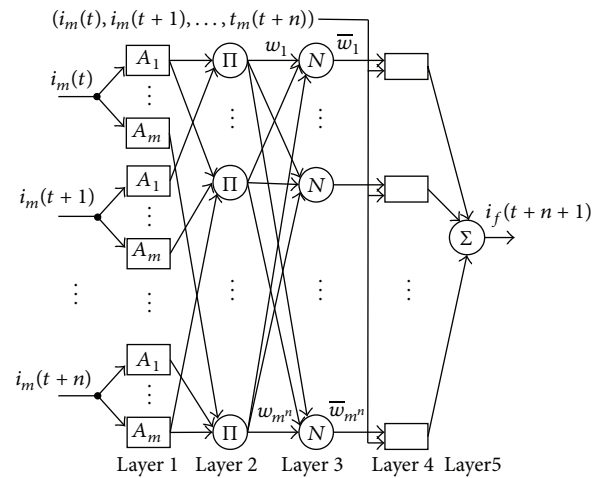 (i_m(t), i_m(t+1), . . . , t_m(t+n))
A_1 Π w_1 N w̅_1
i_m(t)
⋮ ⋮ ⋮
A_m
A_1 Π N
i_m(t+1)
⋮
A_m
i_f(t+n+1)
Σ
⋮ ⋮ ⋮ ⋮ ⋮
A_1
i_m(t+n)
⋮
A_m Π w_{m^n} N w̅_{m^n}
Layer 1 Layer 2 Layer 3 Layer 4 Layer5